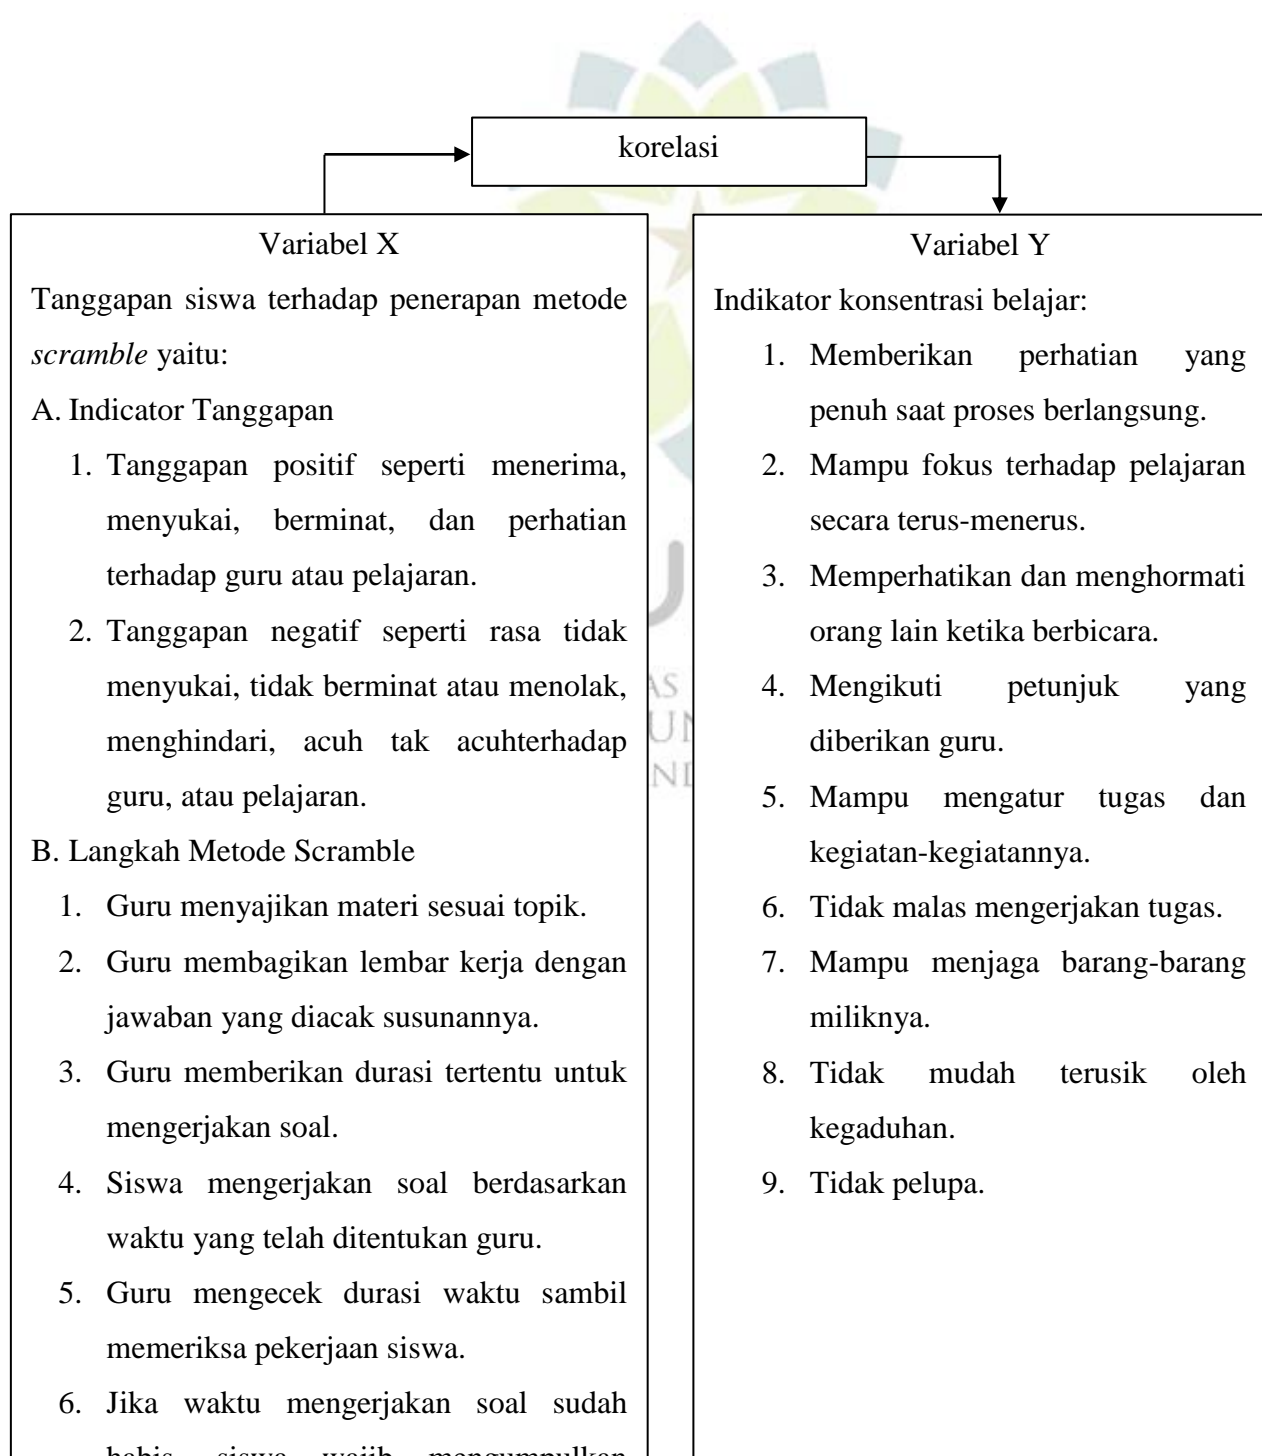 korelasi
Variabel X
Tanggapan siswa terhadap penerapan metode
scramble yaitu:
A. Indicator Tanggapan
1. Tanggapan positif seperti menerima,
menyukai, berminat, dan perhatian
terhadap guru atau pelajaran.
2. Tanggapan negatif seperti rasa tidak
menyukai, tidak berminat atau menolak,
menghindari, acuh tak acuhterhadap
guru, atau pelajaran.
B. Langkah Metode Scramble
1. Guru menyajikan materi sesuai topik.
2. Guru membagikan lembar kerja dengan
jawaban yang diacak susunannya.
3. Guru memberikan durasi tertentu untuk
mengerjakan soal.
4. Siswa mengerjakan soal berdasarkan
waktu yang telah ditentukan guru.
5. Guru mengecek durasi waktu sambil
memeriksa pekerjaan siswa.
6. Jika waktu mengerjakan soal sudah
habis, siswa wajib mengumpulkan
Variabel Y
Indikator konsentrasi belajar:
1. Memberikan perhatian yang
penuh saat proses berlangsung.
2. Mampu fokus terhadap pelajaran
secara terus-menerus.
3. Memperhatikan dan menghormati
orang lain ketika berbicara.
4. Mengikuti petunjuk yang
diberikan guru.
5. Mampu mengatur tugas dan
kegiatan-kegiatannya.
6. Tidak malas mengerjakan tugas.
7. Mampu menjaga barang-barang
miliknya.
8. Tidak mudah terusik oleh
kegaduhan.
9. Tidak pelupa.